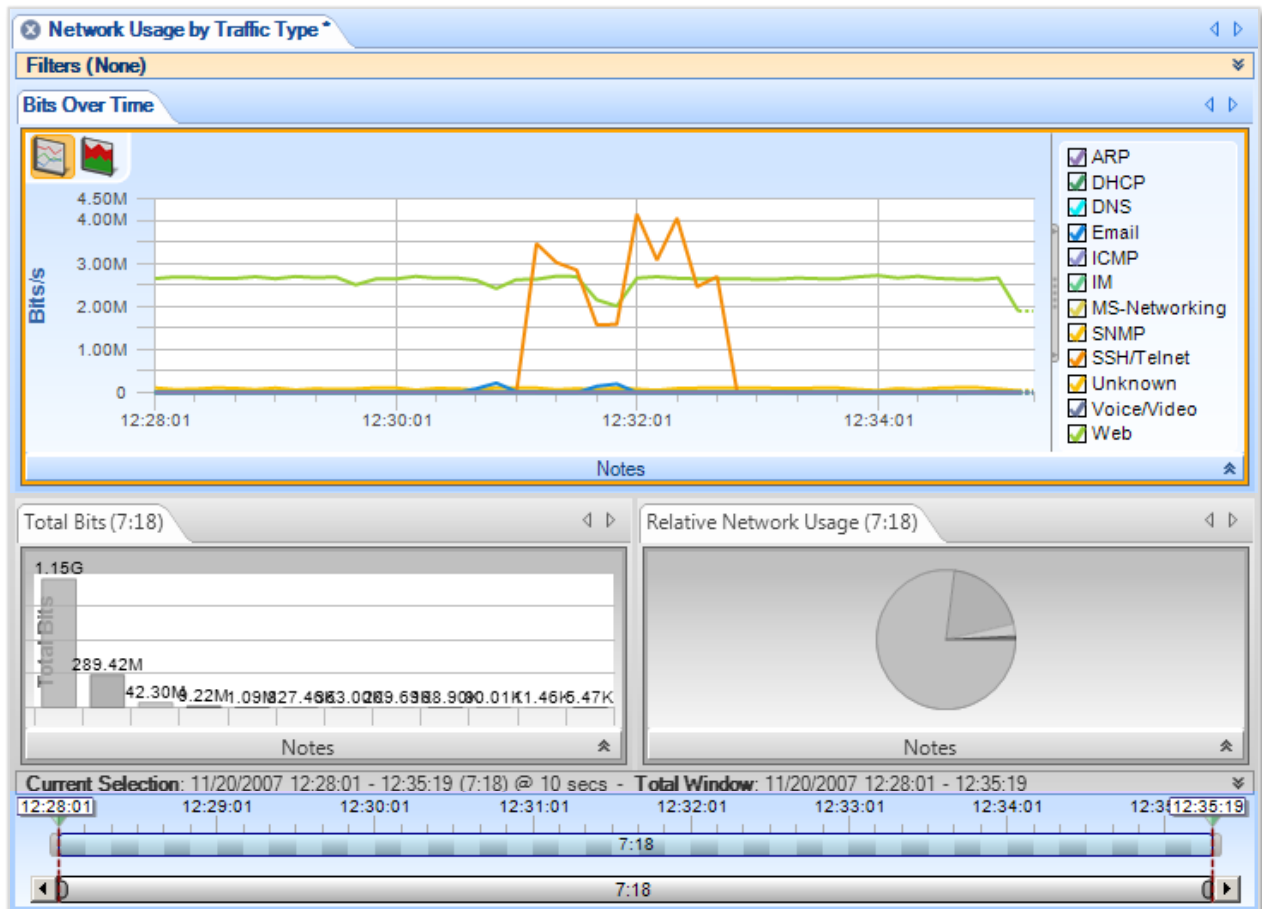 Network Usage by Traffic Type *
Filters (None)
Bits Over Time
ARP
DHCP
DNS
Email
ICMP
IM
MS-Networking
SNMP
SSH/Telnet
Unknown
Voice/Video
Web
Bits/s
4.50M
4.00M
3.00M
2.00M
1.00M
0
12:28:01 12:30:01 12:32:01 12:34:01
Notes
Total Bits (7:18)
Total Bits
1.15G
289.42M
42.30M 9.22M 1.09M 11.46K 5.47K
Notes
Relative Network Usage (7:18)
Notes
Current Selection: 11/20/2007 12:28:01 - 12:35:19 (7:18) @ 10 secs - Total Window: 11/20/2007 12:28:01 - 12:35:19
12:28:01 12:29:01 12:30:01 12:31:01 12:32:01 12:33:01 12:34:01 12:35:19
7:18
7:18